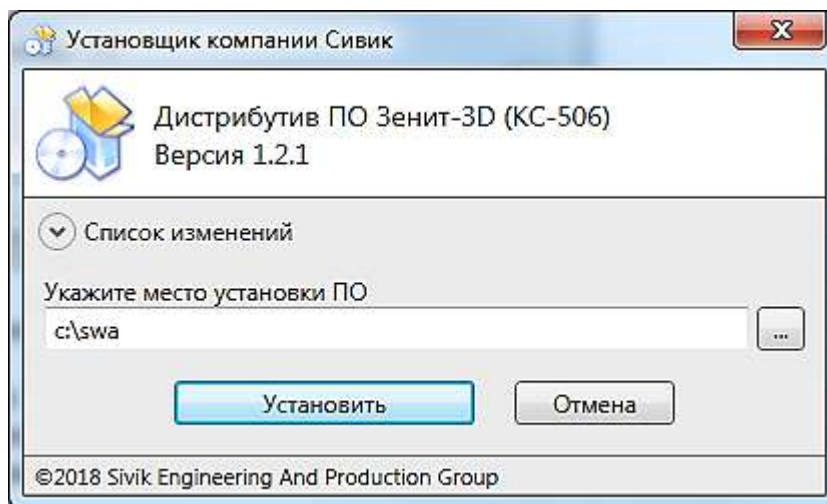 Установщик компании Сивик
Дистрибутив ПО Зенит-3D (КС-506)
Версия 1.2.1
Список изменений
Укажите место установки ПО
c:\swa
...
Установить
Отмена
©2018 Sivik Engineering And Production Group